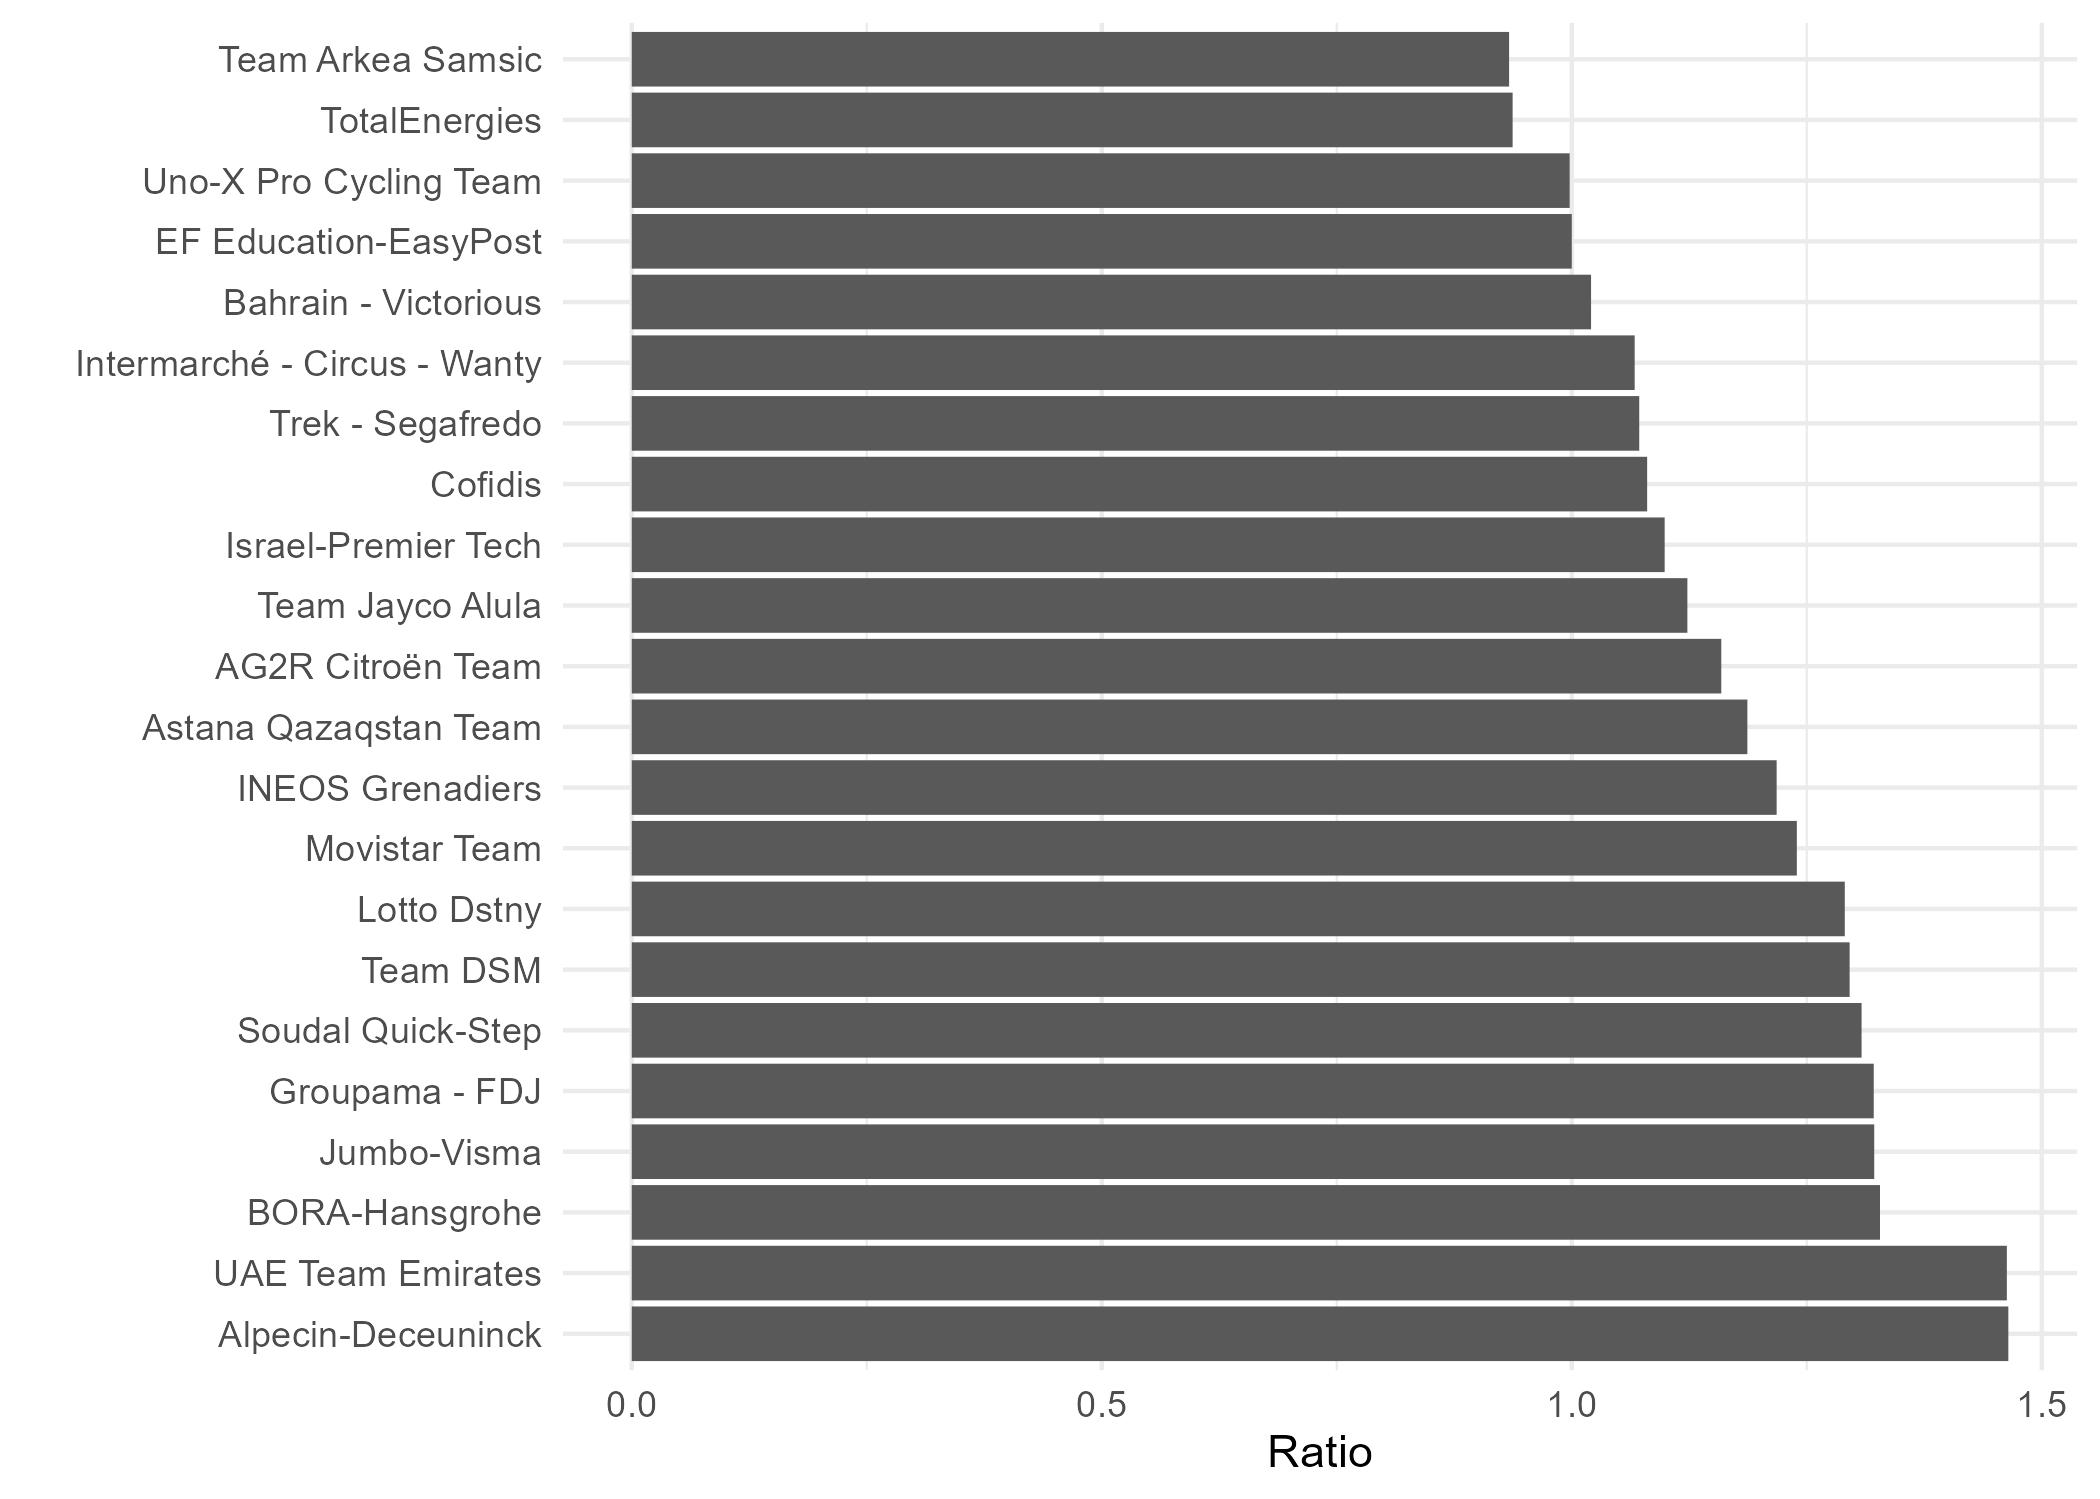 Team Arkea Samsic
TotalEnergies
Uno-X Pro Cycling Team
EF Education-EasyPost
Bahrain - Victorious
Intermarché - Circus - Wanty
Trek - Segafredo
Cofidis
Israel-Premier Tech
Team Jayco Alula
AG2R Citroën Team
Astana Qazaqstan Team
INEOS Grenadiers
Movistar Team
Lotto Dstny
Team DSM
Soudal Quick-Step
Groupama - FDJ
Jumbo-Visma
BORA-Hansgrohe
UAE Team Emirates
Alpecin-Deceuninck
0.0 0.5 1.0 1.5
Ratio